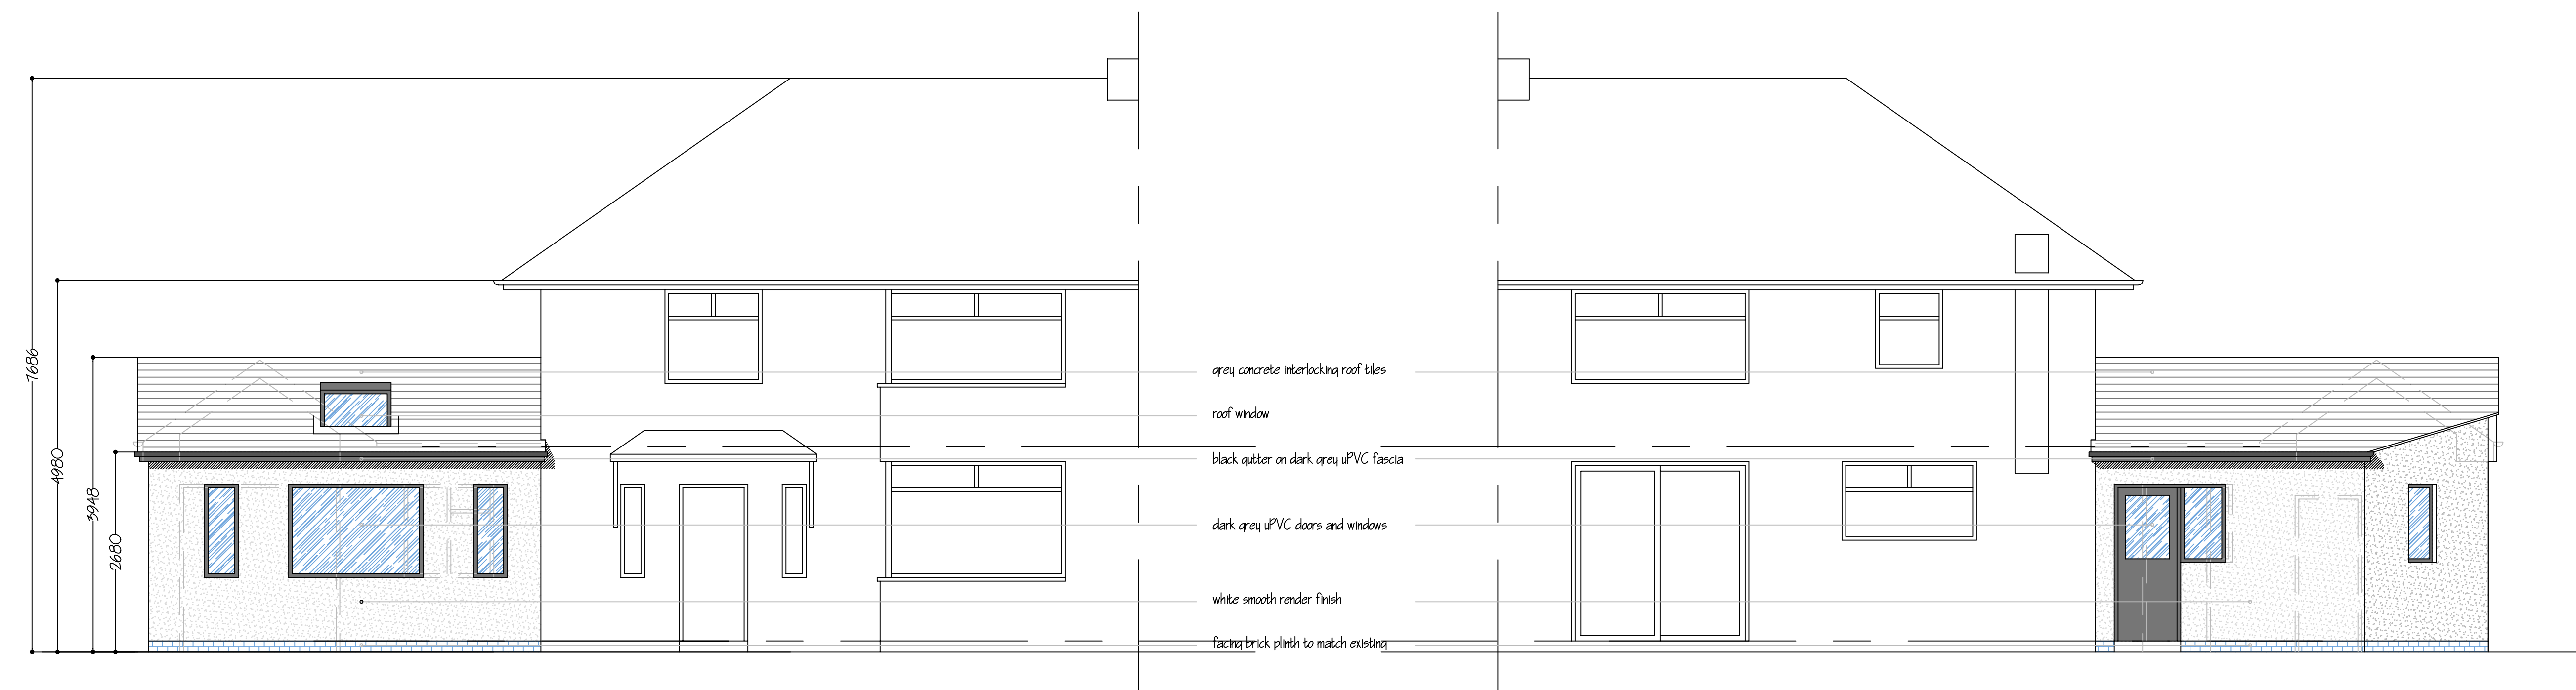 7686
4980
3948
2680
grey concrete interlocking roof tiles
roof window
black gutter on dark grey uPVC fascia
dark grey uPVC doors and windows
white smooth render finish
facing brick plinth to match existing